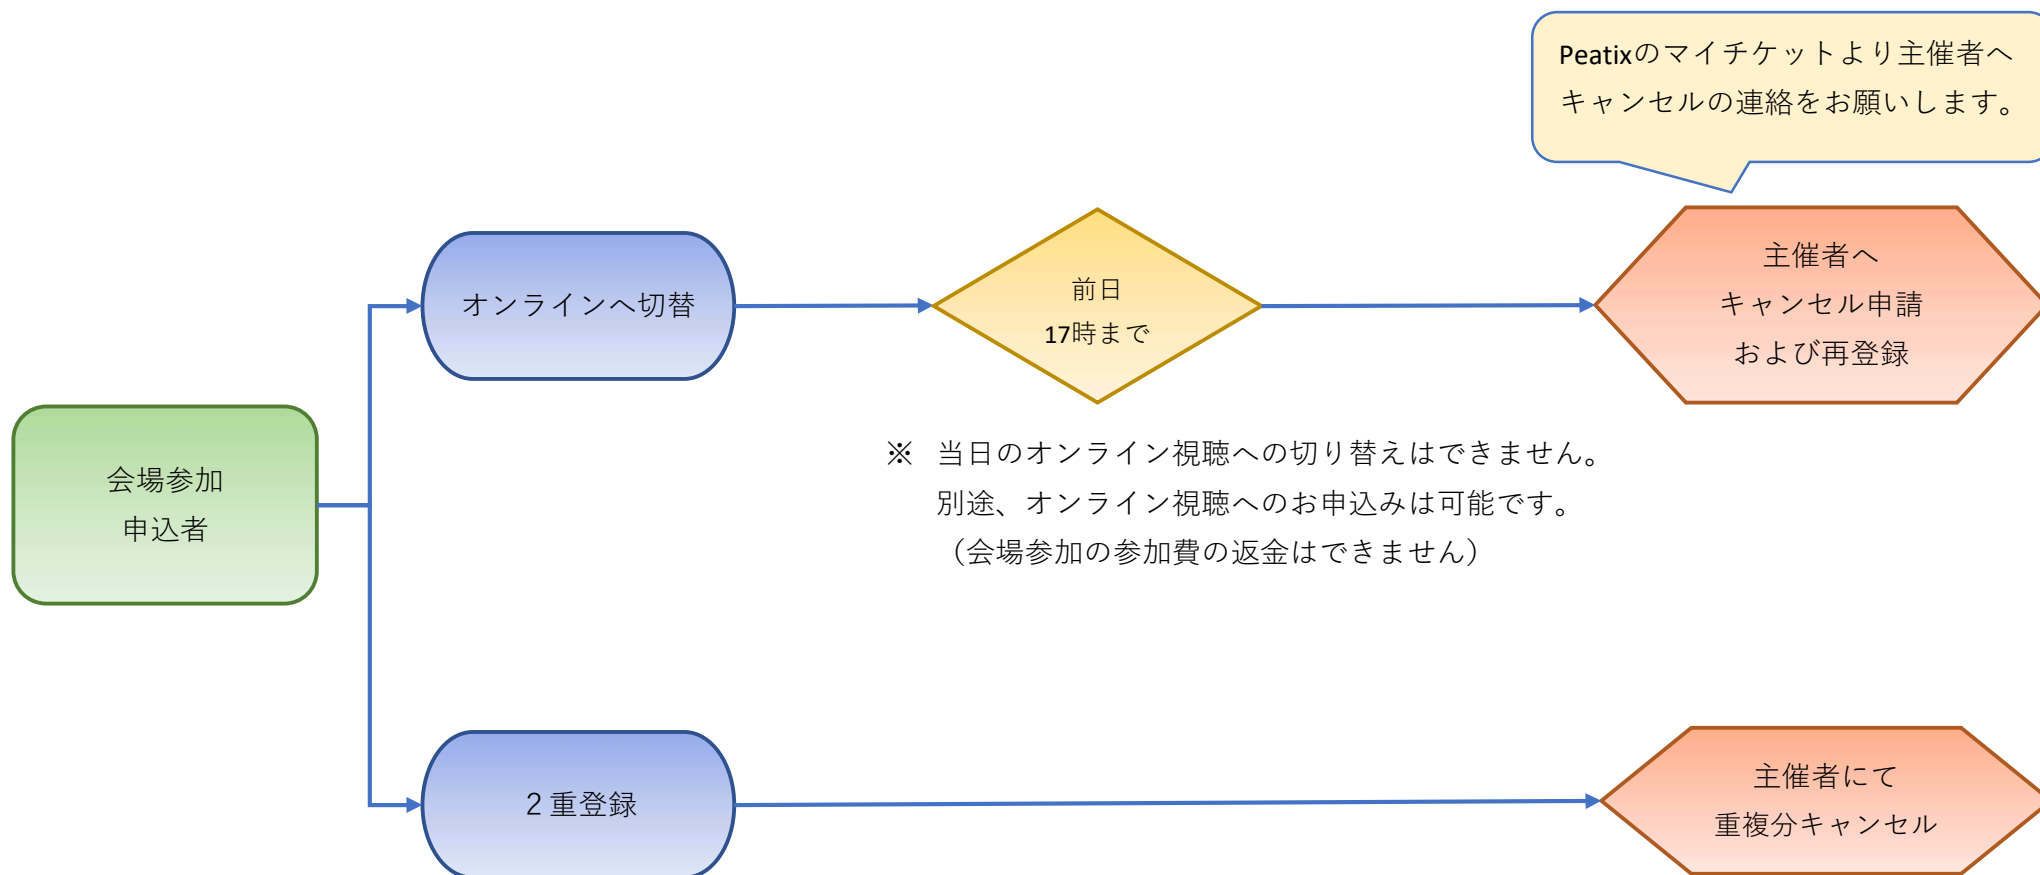 Peatixのマイチケットより主催者へ
キャンセルの連絡をお願いします。
オンラインへ切替
前日
17時まで
主催者へ
キャンセル申請
および再登録
会場参加
申込者
※ 当日のオンライン視聴への切り替えはできません。
別途、オンライン視聴へのお申込みは可能です。
（会場参加の参加費の返金はできません）
２重登録
主催者にて
重複分キャンセル